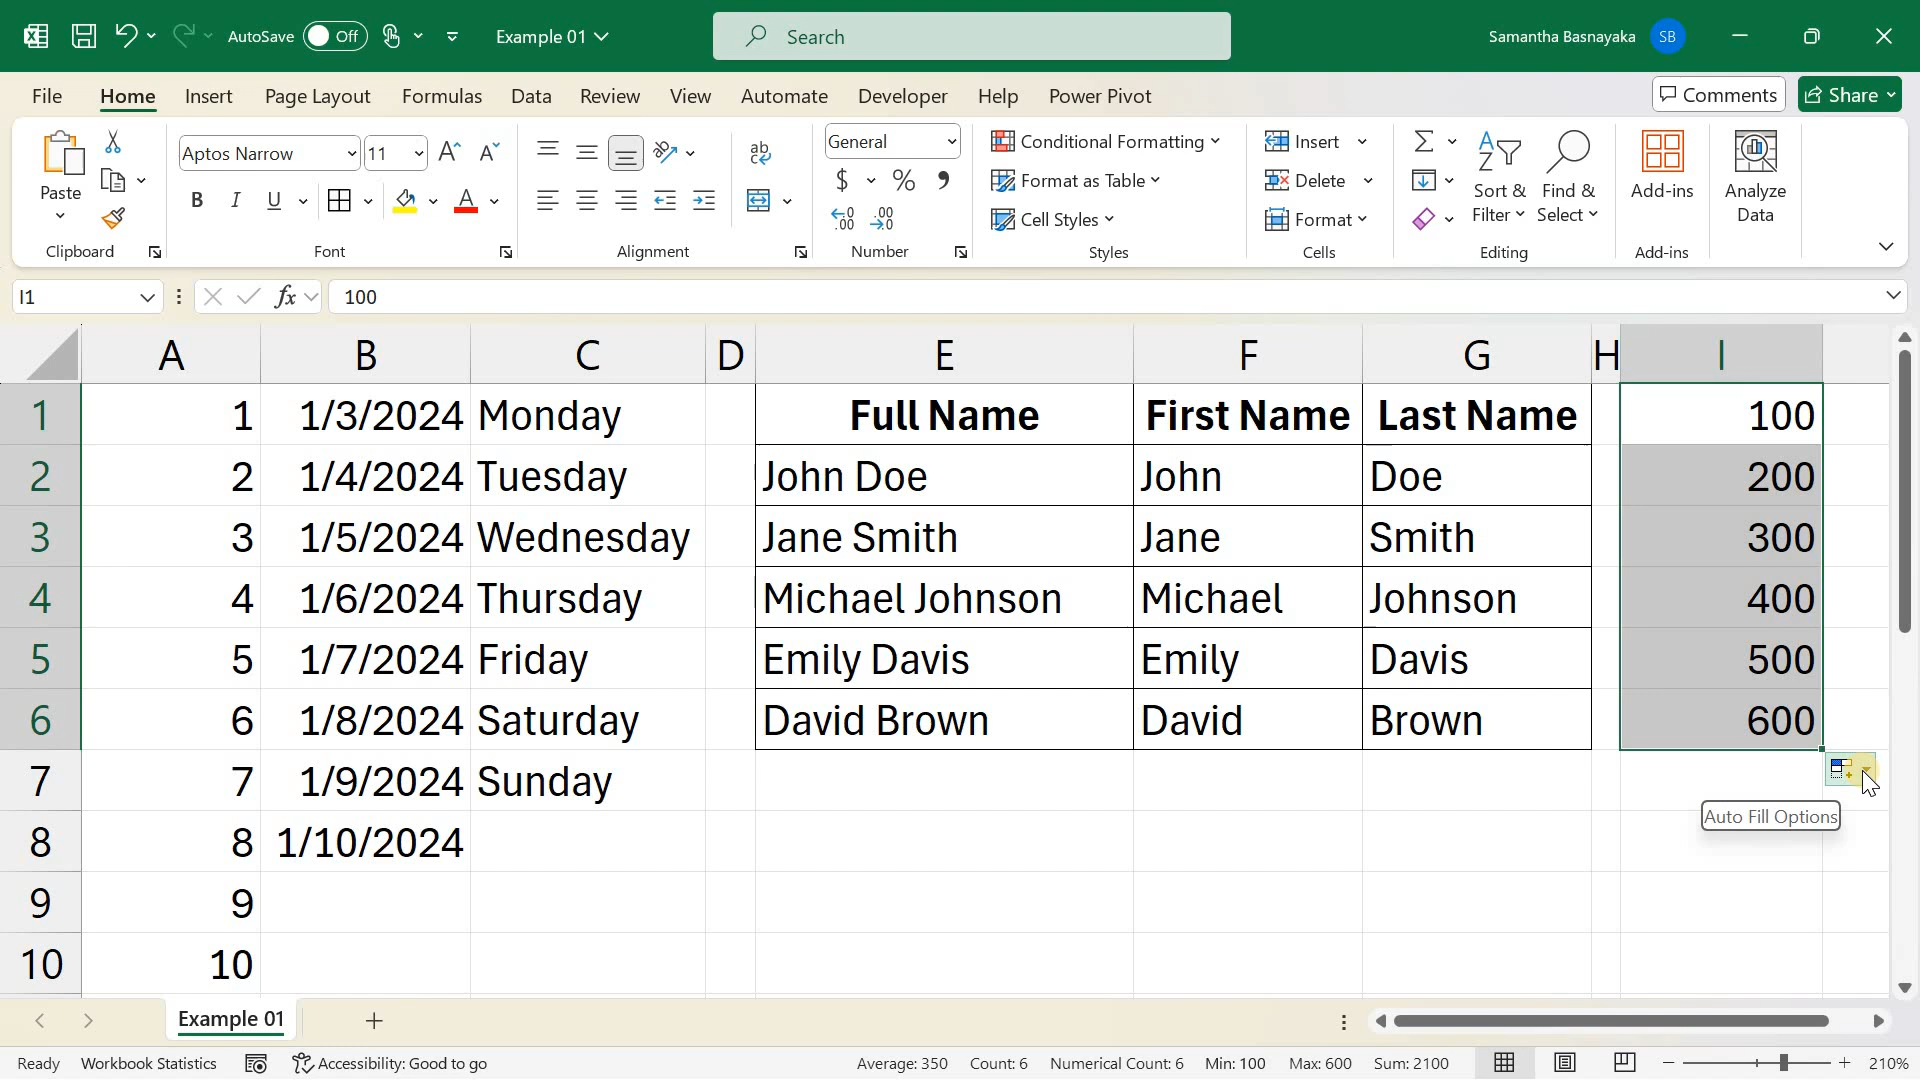 AutoSave Off Example 01 Search Samantha Basnayaka SB
File Home Insert Page Layout Formulas Data Review View Automate Developer Help Power Pivot Comments Share
Paste
Clipboard
Aptos Narrow 11
B I U A
Font
ab
Alignment
General
$ % ,
Number
Conditional Formatting
Format as Table
Cell Styles
Styles
Insert
Delete
Format
Cells
Sort & Filter
Find & Select
Editing
Add-ins
Add-ins
Analyze Data
I1 fx 100
A B C D E F G H I
1 1 1/3/2024 Monday Full Name First Name Last Name 100
2 2 1/4/2024 Tuesday John Doe John Doe 200
3 3 1/5/2024 Wednesday Jane Smith Jane Smith 300
4 4 1/6/2024 Thursday Michael Johnson Michael Johnson 400
5 5 1/7/2024 Friday Emily Davis Emily Davis 500
6 6 1/8/2024 Saturday David Brown David Brown 600
7 7 1/9/2024 Sunday
Auto Fill Options
8 8 1/10/2024
9 9
10 10
Example 01
Ready Workbook Statistics Accessibility: Good to go Average: 350 Count: 6 Numerical Count: 6 Min: 100 Max: 600 Sum: 2100 210%